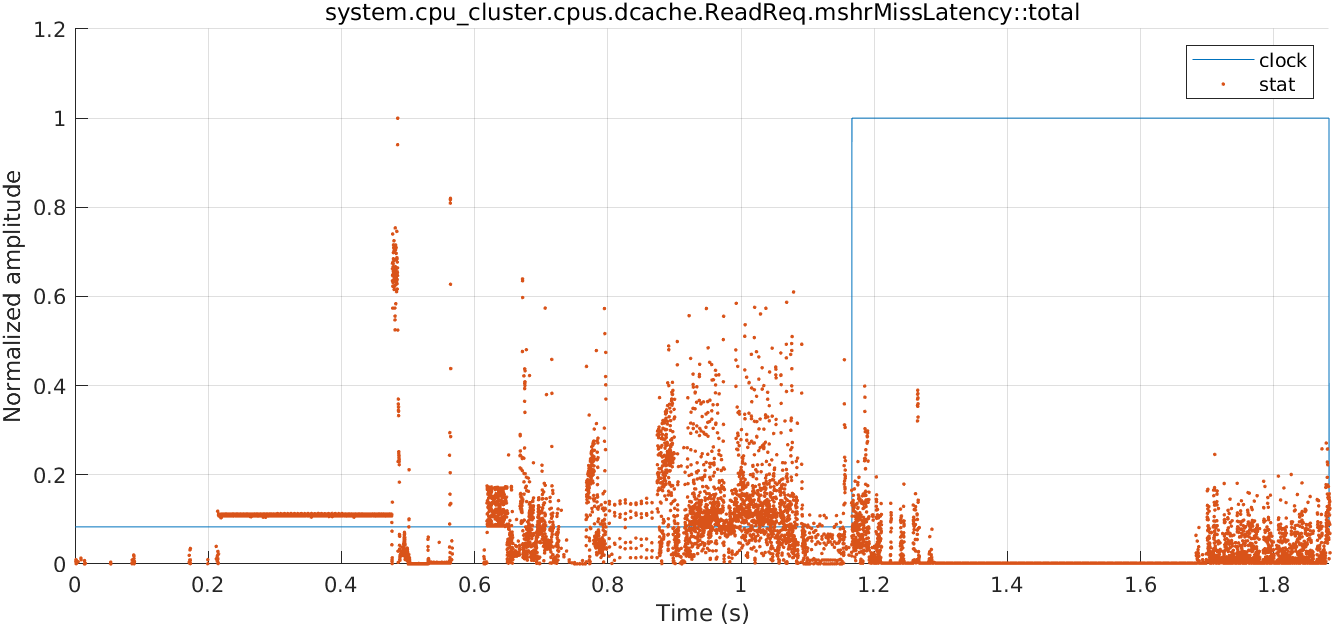 system.cpu_cluster.cpus.dcache.ReadReq.mshrMissLatency::total
1.2
1
0.8
0.6
0.4
0.2
0
Normalized amplitude
clock
stat
0 0.2 0.4 0.6 0.8 1 1.2 1.4 1.6 1.8
Time (s)